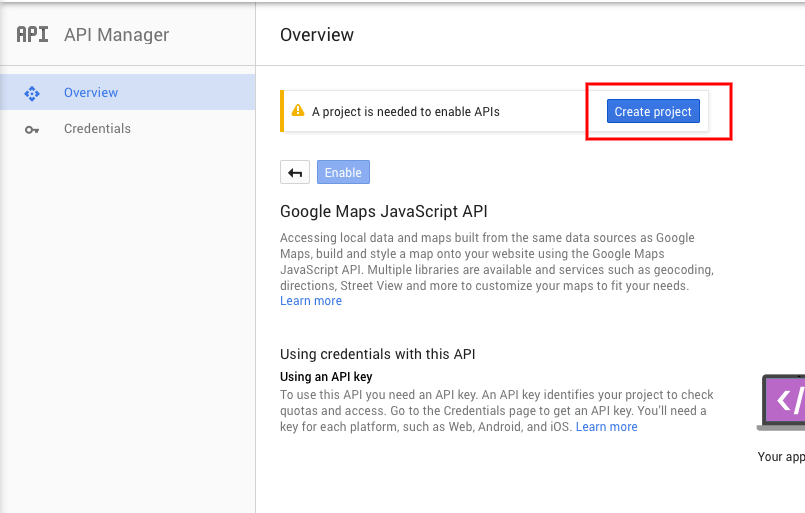 API API Manager
Overview
Overview
Credentials
A project is needed to enable APIs
Create project
Enable
Google Maps JavaScript API
Accessing local data and maps built from the same data sources as Google
Maps, build and style a map onto your website using the Google Maps
JavaScript API. Multiple libraries are available and services such as geocoding,
directions, Street View and more to customize your maps to fit your needs.
Learn more
Using credentials with this API
Using an API key
To use this API you need an API key. An API key identifies your project to check
quotas and access. Go to the Credentials page to get an API key. You'll need a
key for each platform, such as Web, Android, and iOS. Learn more
</> 
Your app